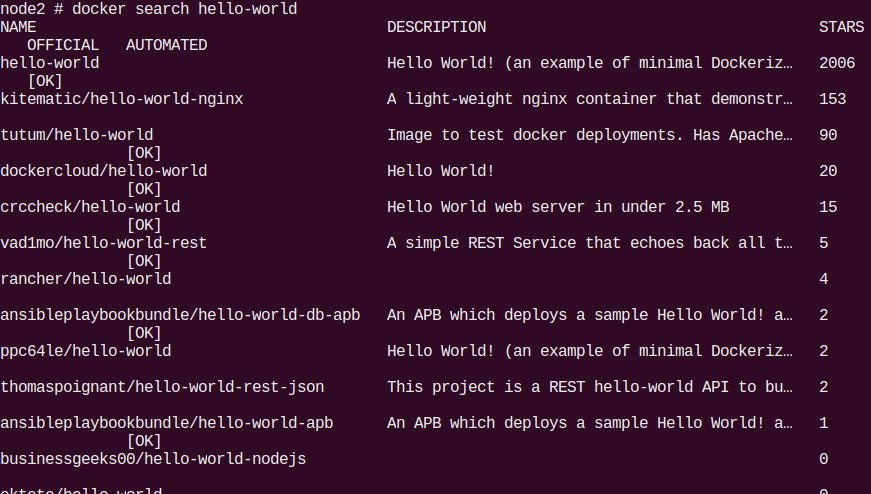 node2 # docker search hello-world
NAME DESCRIPTION STARS
OFFICIAL AUTOMATED
hello-world Hello World! (an example of minimal Dockeriz… 2006
[OK]
kitematic/hello-world-nginx A light-weight nginx container that demonstr… 153
tutum/hello-world Image to test docker deployments. Has Apache… 90
[OK]
dockercloud/hello-world Hello World! 20
[OK]
crccheck/hello-world Hello World web server in under 2.5 MB 15
[OK]
vad1mo/hello-world-rest A simple REST Service that echoes back all t… 5
[OK]
rancher/hello-world 4
ansibleplaybookbundle/hello-world-db-apb An APB which deploys a sample Hello World! a… 2
[OK]
ppc64le/hello-world Hello World! (an example of minimal Dockeriz… 2
thomaspoignant/hello-world-rest-json This project is a REST hello-world API to bu… 2
ansibleplaybookbundle/hello-world-apb An APB which deploys a sample Hello World! a… 1
[OK]
businessgeeks00/hello-world-nodejs 0